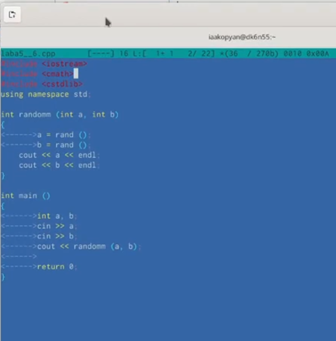 iaakopyan@dk6n55:~
laba5__6.cpp [----] 16 L:[ 1+ 1 2/ 22] *(36 / 270b) 0010 0x00A
#include <iostream>
#include <cmath>
#include <cstdlib>
using namespace std;
int randomm (int a, int b)
{
<------>a = rand ();
<------>b = rand ();
cout << a << endl;
cout << b << endl;
}
int main ()
{
<------>int a, b;
<------>cin >> a;
<------>cin >> b;
<------>cout << randomm (a, b);
<------>
<------>return 0;
}